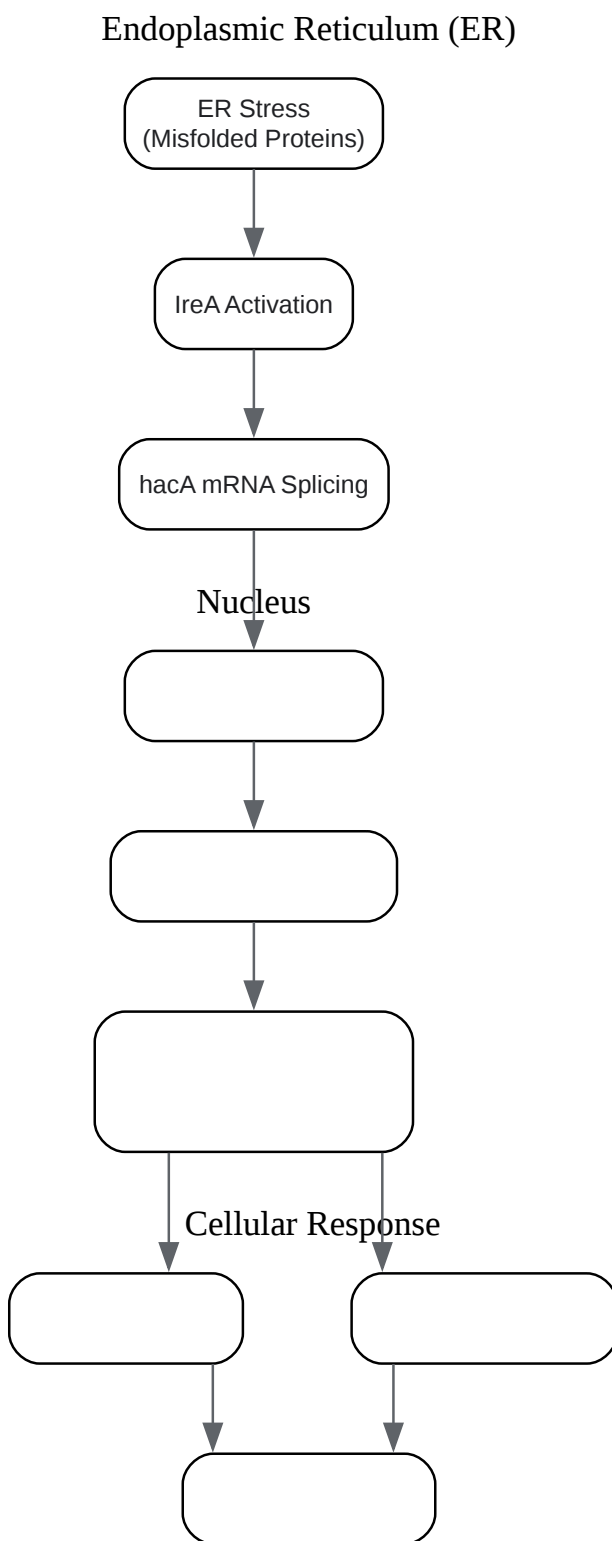 Endoplasmic Reticulum (ER)
ER Stress
(Misfolded Proteins)
IreA Activation
hacA mRNA Splicing
Nucleus
Cellular Response